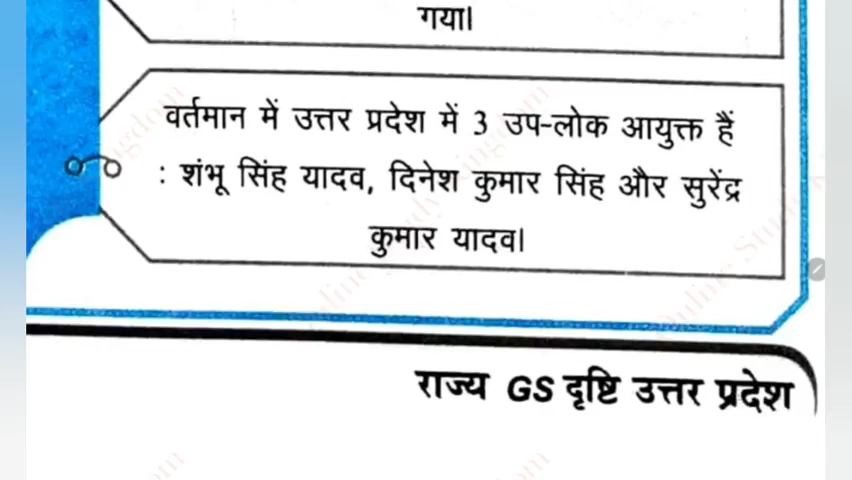 गया।
वर्तमान में उत्तर प्रदेश में 3 उप-लोक आयुक्त हैं
: शंभू सिंह यादव, दिनेश कुमार सिंह और सुरेंद्र
कुमार यादव।
राज्य GS दृष्टि उत्तर प्रदेश